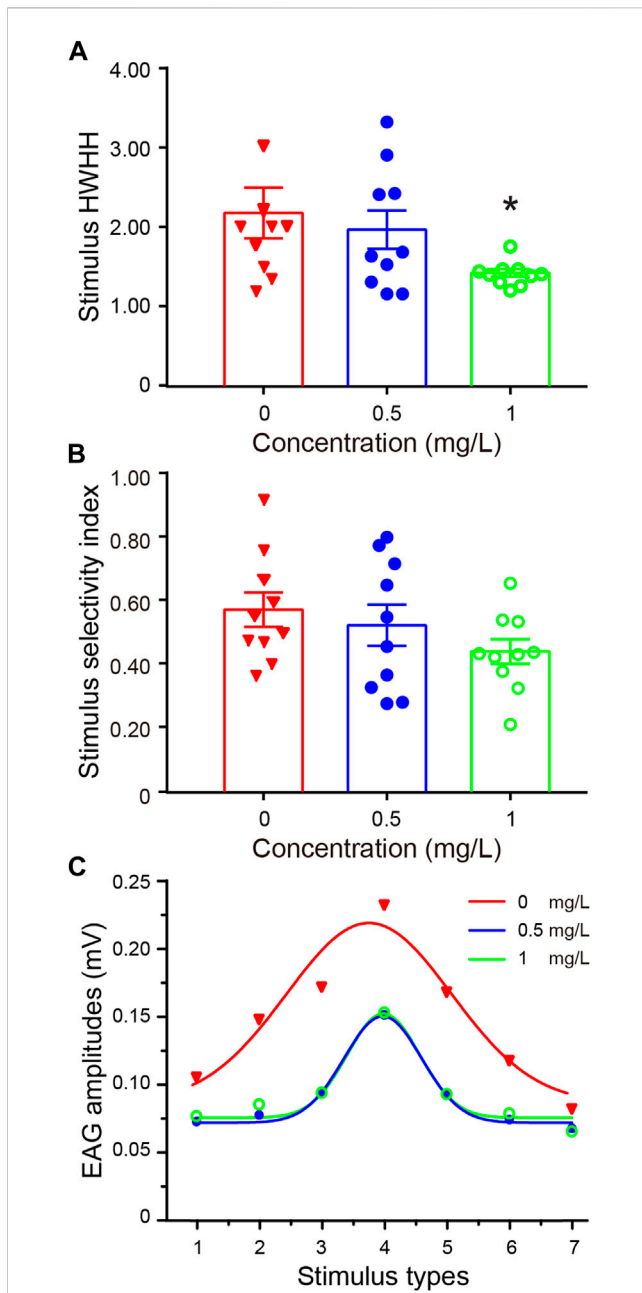 A
Stimulus HWHH
4.00
3.00
2.00
1.00
0
*
0 0.5 1
Concentration (mg/L)
B
Stimulus selectivity index
1.00
0.80
0.60
0.40
0.20
0
0 0.5 1
Concentration (mg/L)
C
EAG amplitudes (mV)
0.25
0.20
0.15
0.10
0.05
0
0 mg/L
0.5 mg/L
1 mg/L
1 2 3 4 5 6 7
Stimulus types